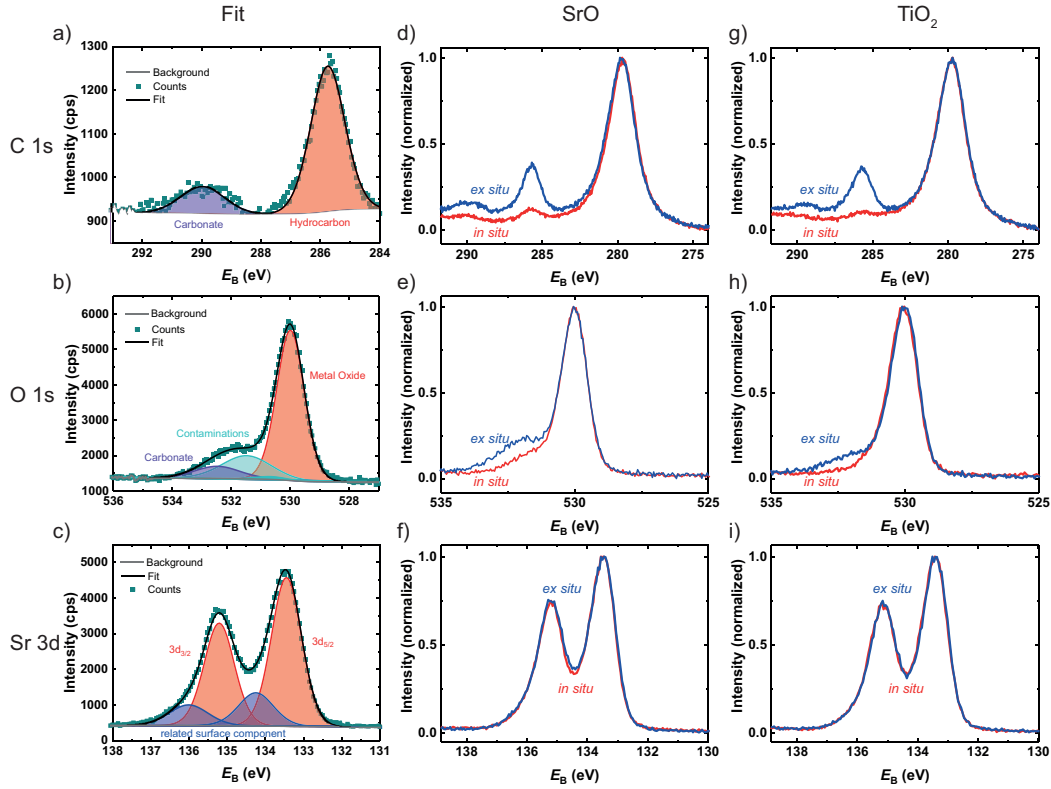 Fit
SrO
TiO2
C 1s
O 1s
Sr 3d
a)
1300
1200
1100
1000
900
Intensity (cps)
Background
Counts
Fit
Carbonate
Hydrocarbon
292 290 288 286 284
EB (eV)
d)
1.0
0.5
0.0
Intensity (normalized)
ex situ
in situ
290 285 280 275
EB (eV)
g)
1.0
0.5
0.0
Intensity (normalized)
ex situ
in situ
290 285 280 275
EB (eV)
b)
6000
5000
4000
3000
2000
1000
Intensity (cps)
Background
Counts
Fit
Metal Oxide
Contaminations
Carbonate
536 534 532 530 528
EB (eV)
e)
1.0
0.5
0.0
Intensity (normalized)
ex situ
in situ
535 530 525
EB (eV)
h)
1.0
0.5
0.0
Intensity (normalized)
ex situ
in situ
535 530 525
EB (eV)
c)
5000
4000
3000
2000
1000
0
Intensity (cps)
Background
Fit
Counts
3d3/2
3d5/2
related surface component
138 137 136 135 134 133 132 131
EB (eV)
f)
1.0
0.5
0.0
Intensity (normalized)
ex situ
in situ
138 136 134 132 130
EB (eV)
i)
1.0
0.5
0.0
Intensity (normalized)
ex situ
in situ
138 136 134 132 130
EB (eV)